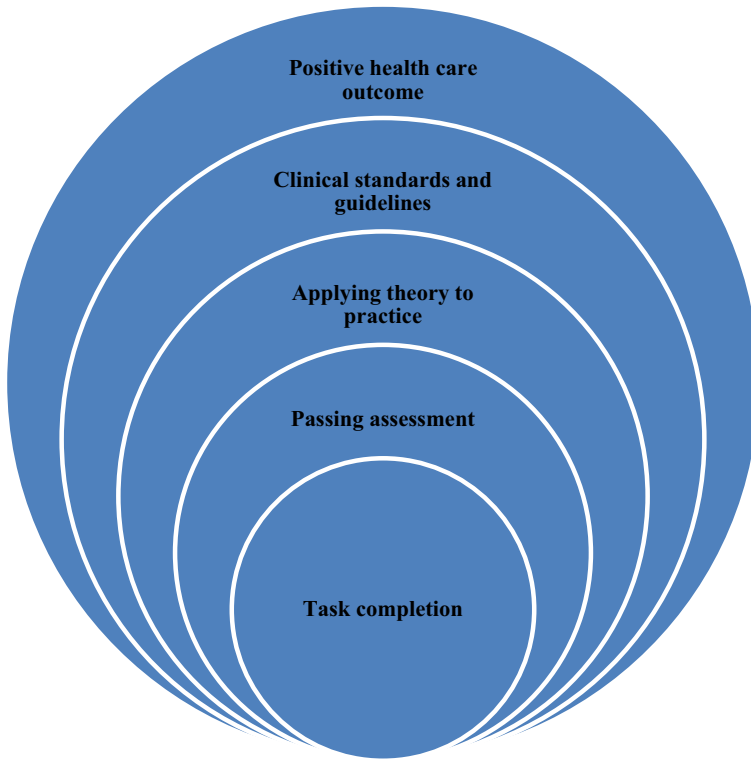 Positive health care
outcome
Clinical standards and
guidelines
Applying theory to
practice
Passing assessment
Task completion